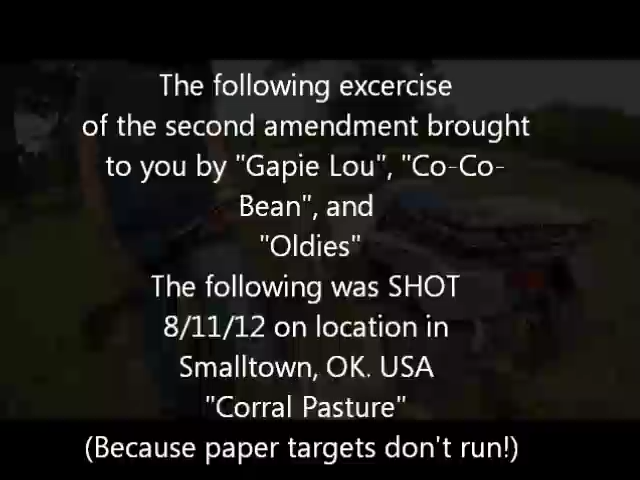 The following excercise
of the second amendment brought
to you by "Gapie Lou", "Co-Co-
Bean", and
"Oldies"
The following was SHOT
8/11/12 on location in
Smalltown, OK. USA
"Corral Pasture"
(Because paper targets don't run!)